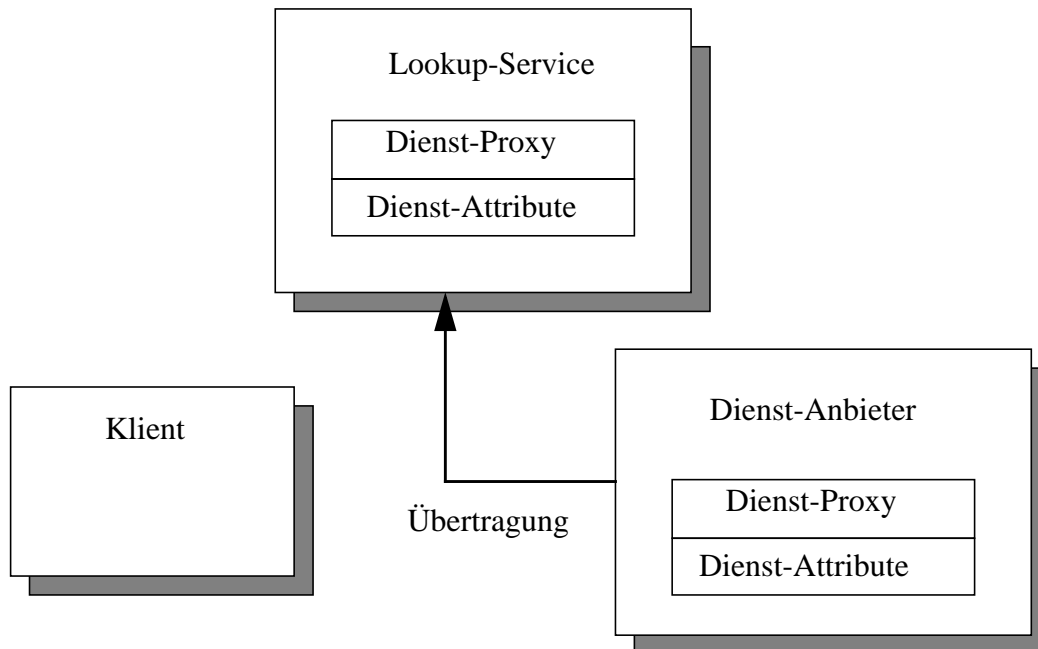 Lookup-Service
Dienst-Proxy
Dienst-Attribute
Klient
Übertragung
Dienst-Anbieter
Dienst-Proxy
Dienst-Attribute